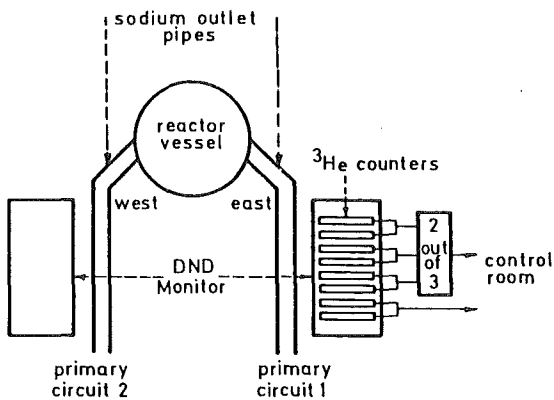 sodium outlet
pipes
reactor
vessel
³He counters
west
east
2
out
of
3
DND
Monitor
control
room
primary
circuit 2
primary
circuit 1